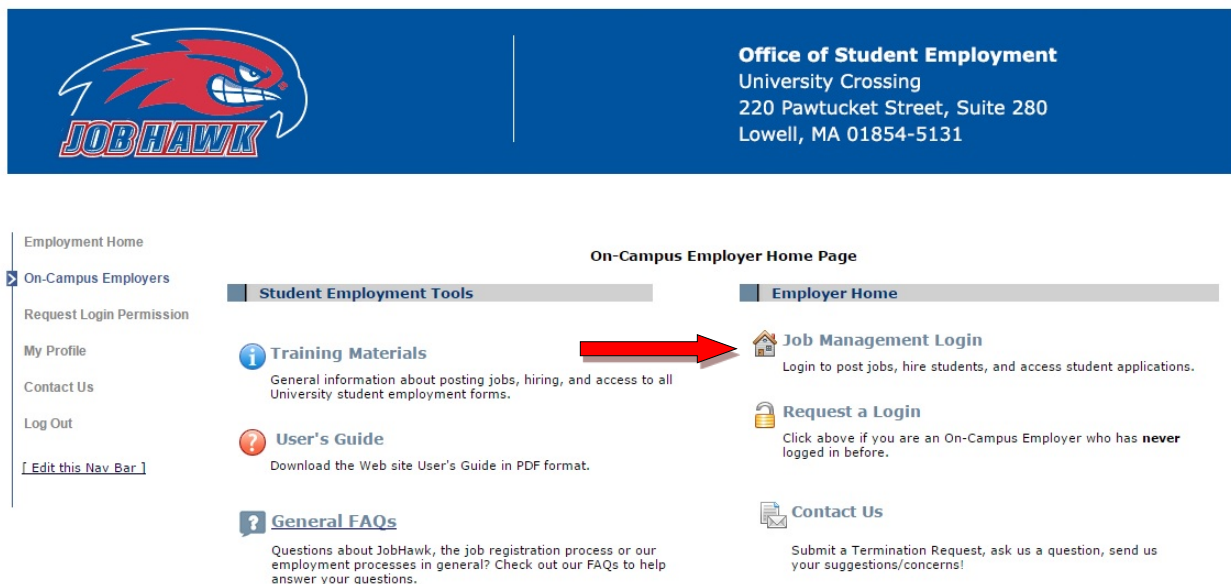 JOBHAWK
Office of Student Employment
University Crossing
220 Pawtucket Street, Suite 280
Lowell, MA 01854-5131
Employment Home
On-Campus Employers
Request Login Permission
My Profile
Contact Us
Log Out
[ Edit this Nav Bar ]
On-Campus Employer Home Page
Student Employment Tools
Training Materials
General information about posting jobs, hiring, and access to all
University student employment forms.
User's Guide
Download the Web site User's Guide in PDF format.
General FAQs
Questions about JobHawk, the job registration process or our
employment processes in general? Check out our FAQs to help
answer your questions.
Employer Home
Job Management Login
Login to post jobs, hire students, and access student applications.
Request a Login
Click above if you are an On-Campus Employer who has never
logged in before.
Contact Us
Submit a Termination Request, ask us a question, send us
your suggestions/concerns!